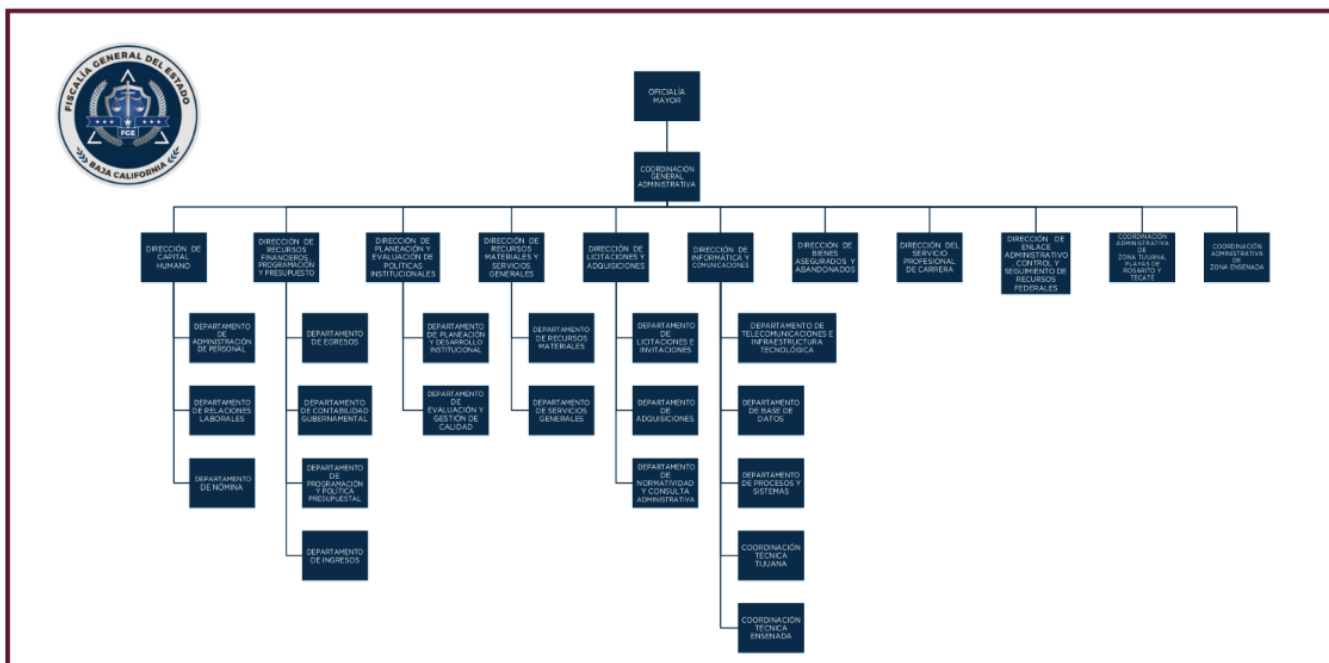 FISCALÍA GENERAL DEL ESTADO
FGE
BAJA CALIFORNIA
OFICIALÍA
MAYOR
COORDINACIÓN
GENERAL
ADMINISTRATIVA
DIRECCIÓN DE
CAPITAL
HUMANO
DIRECCIÓN DE
RECURSOS
FINANCIEROS,
PROGRAMACIÓN
Y PRESUPUESTO
DIRECCIÓN DE
PLANEACIÓN Y
EVALUACIÓN DE
POLÍTICAS
INSTITUCIONALES
DIRECCIÓN DE
RECURSOS
MATERIALES Y
SERVICIOS
GENERALES
DIRECCIÓN DE
LICITACIONES Y
ADQUISICIONES
DIRECCIÓN DE
INFORMÁTICA Y
COMUNICACIONES
DIRECCIÓN DE
BIENES
ASEGURADOS Y
ABANDONADOS
DIRECCIÓN DEL
SERVICIO
PROFESIONAL
DE CARRERA
DIRECCIÓN DE
ENLACE
ADMINISTRATIVO
, CONTROL Y
SEGUIMIENTO DE
RECURSOS
FEDERALES
COORDINACIÓN
ADMINISTRATIVA
DE
ZONA TIJUANA,
PLAYAS DE
ROSARITO Y
TECATE
COORDINACIÓN
ADMINISTRATIVA
DE
ZONA ENSENADA
DEPARTAMENTO
DE
ADMINISTRACIÓN
DE PERSONAL
DEPARTAMENTO
DE RELACIONES
LABORALES
DEPARTAMENTO
DE NÓMINA
DEPARTAMENTO
DE EGRESOS
DEPARTAMENTO
DE CONTABILIDAD
GUBERNAMENTAL
DEPARTAMENTO
DE
PROGRAMACIÓN
Y POLÍTICA
PRESUPUESTAL
DEPARTAMENTO
DE INGRESOS
DEPARTAMENTO
DE PLANEACIÓN
Y DESARROLLO
INSTITUCIONAL
DEPARTAMENTO
DE
EVALUACIÓN Y
GESTIÓN DE
CALIDAD
DEPARTAMENTO
DE RECURSOS
MATERIALES
DEPARTAMENTO
DE SERVICIOS
GENERALES
DEPARTAMENTO
DE
LICITACIONES E
INVITACIONES
DEPARTAMENTO
DE
ADQUISICIONES
DEPARTAMENTO
DE
NORMATIVIDAD
Y CONSULTA
ADMINISTRATIVA
DEPARTAMENTO DE
TELECOMUNICACIONES E
INFRAESTRUCTURA
TECNOLÓGICA
DEPARTAMENTO
DE BASE DE
DATOS
DEPARTAMENTO
DE PROCESOS Y
SISTEMAS
COORDINACIÓN
TÉCNICA
TIJUANA
COORDINACIÓN
TÉCNICA
ENSENADA